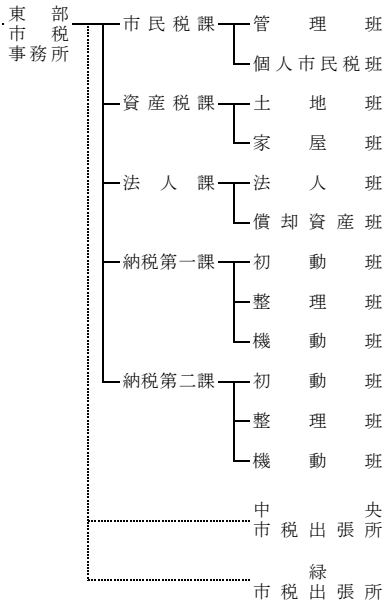 東部
市税
事務所
市民税課
管理班
個人市民税班
資産税課
土地班
家屋班
法人課
法人班
償却資産班
納税第一課
初動班
整理班
機動班
納税第二課
初動班
整理班
機動班
中央
市税出張所
緑
市税出張所